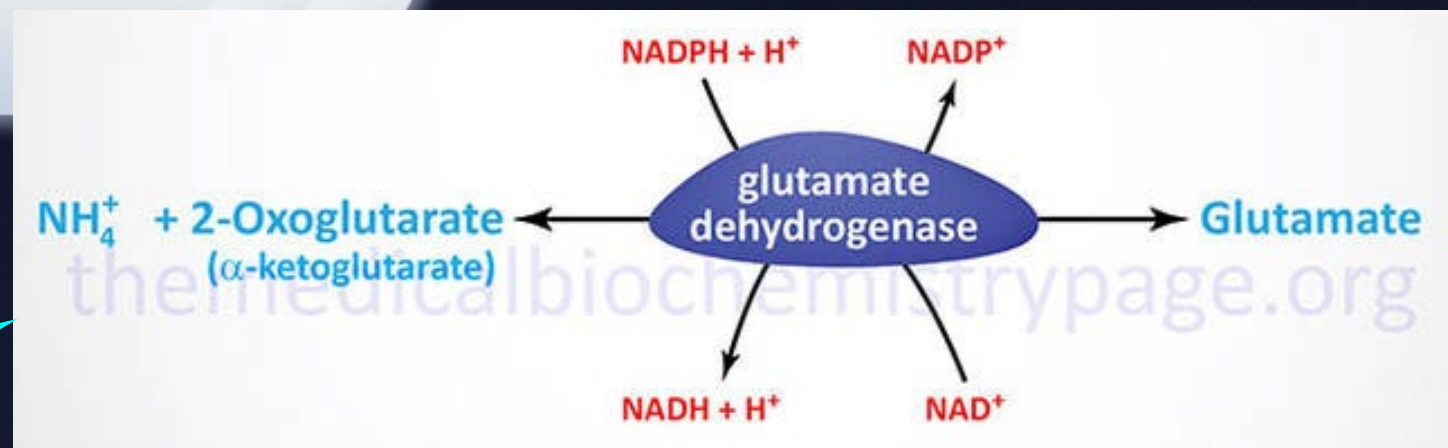 NADPH + H⁺ NADP⁺
glutamate
dehydrogenase
NH₄⁺ + 2-Oxoglutarate
(α-ketoglutarate)
Glutamate
themedicalbiochemistrypage.org
NADH + H⁺ NAD⁺